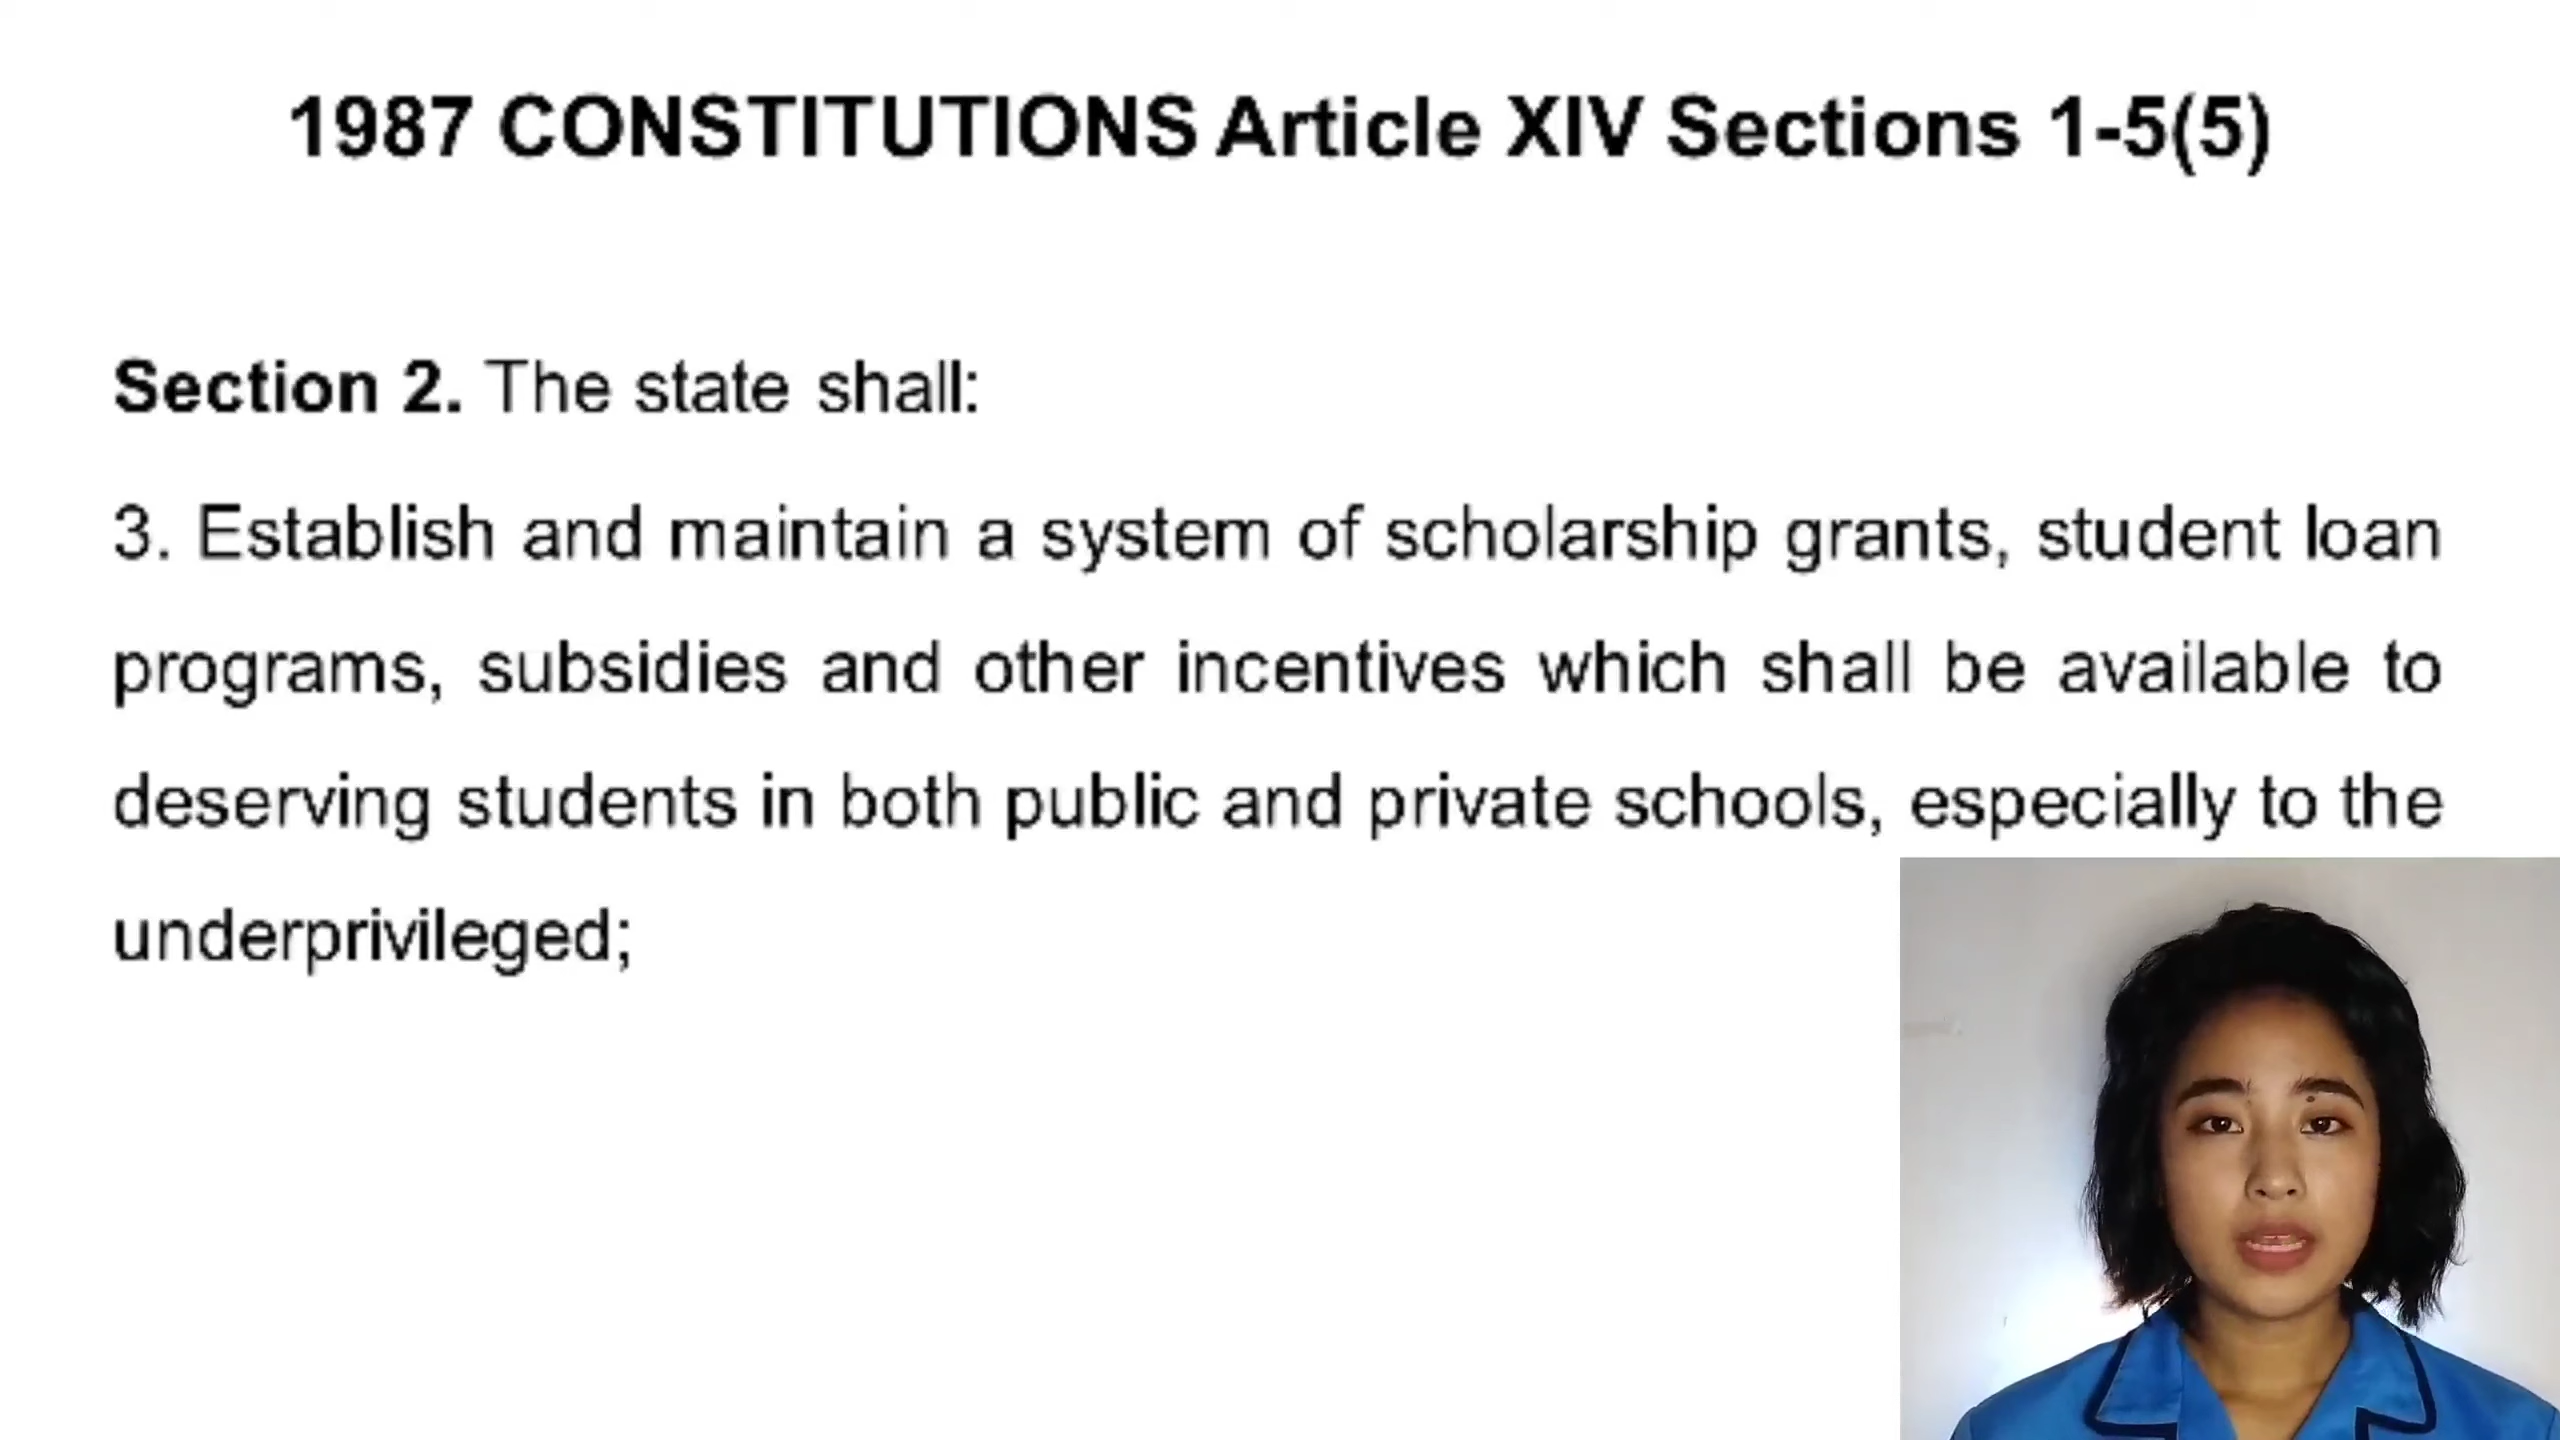 1987 CONSTITUTIONS Article XIV Sections 1-5(5)
Section 2. The state shall:
3. Establish and maintain a system of scholarship grants, student loan
programs, subsidies and other incentives which shall be available to
deserving students in both public and private schools, especially to the
underprivileged;